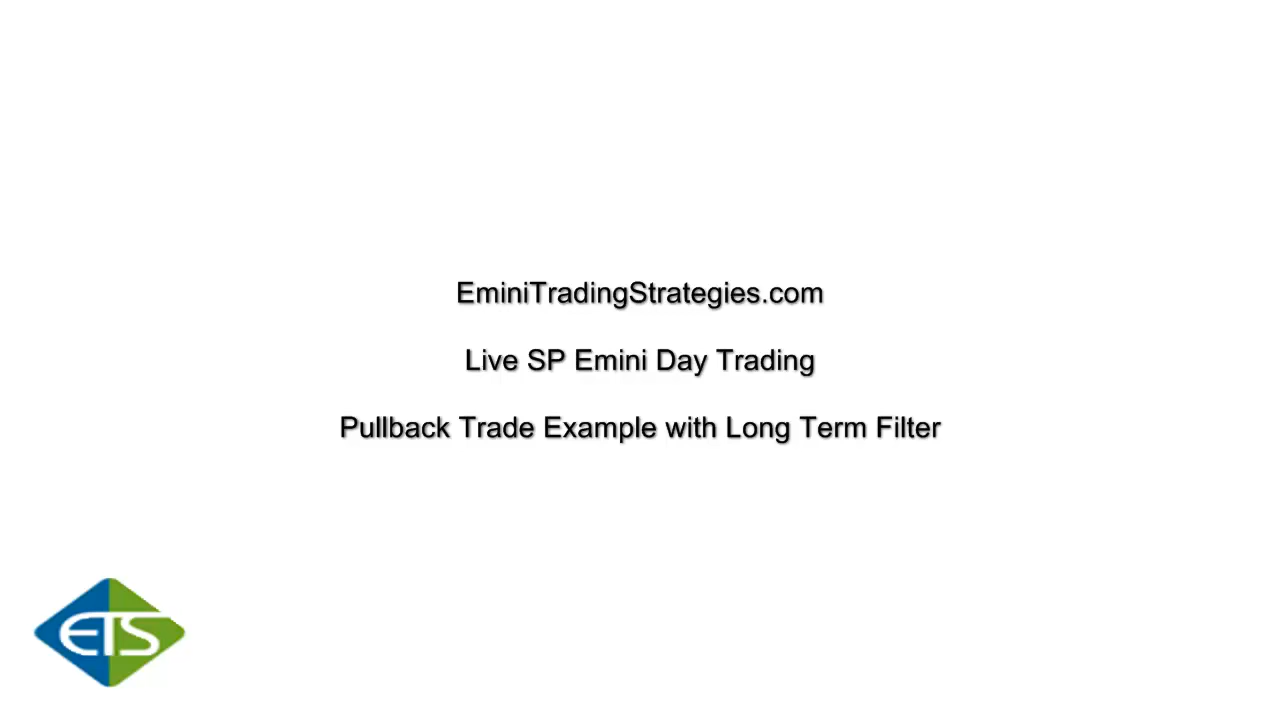 EminiTradingStrategies.com
Live SP Emini Day Trading
Pullback Trade Example with Long Term Filter
ETS